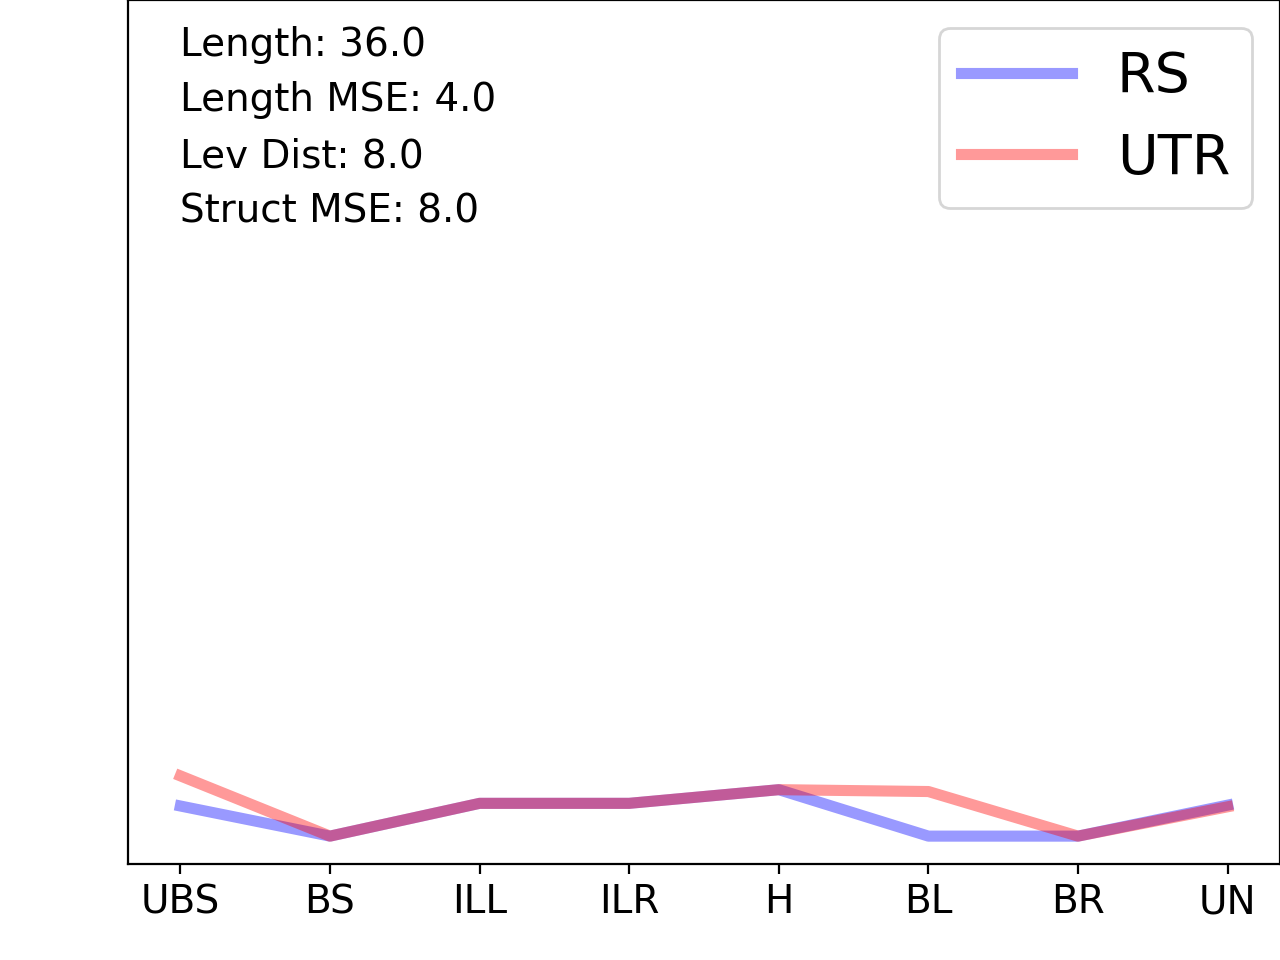 Length: 36.0
Length MSE: 4.0
Lev Dist: 8.0
Struct MSE: 8.0
RS
UTR
UBS BS ILL ILR H BL BR UN